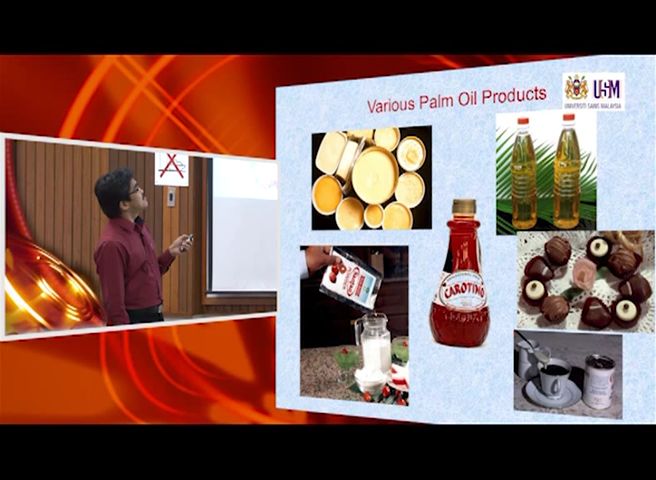 Various Palm Oil Products
USM
UNIVERSITI SAINS MALAYSIA
CAROTINO